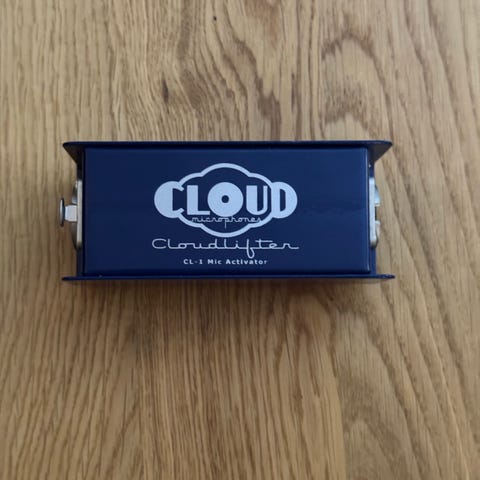 CLOUD
microphones
Cloudlifter
CL-1 Mic Activator